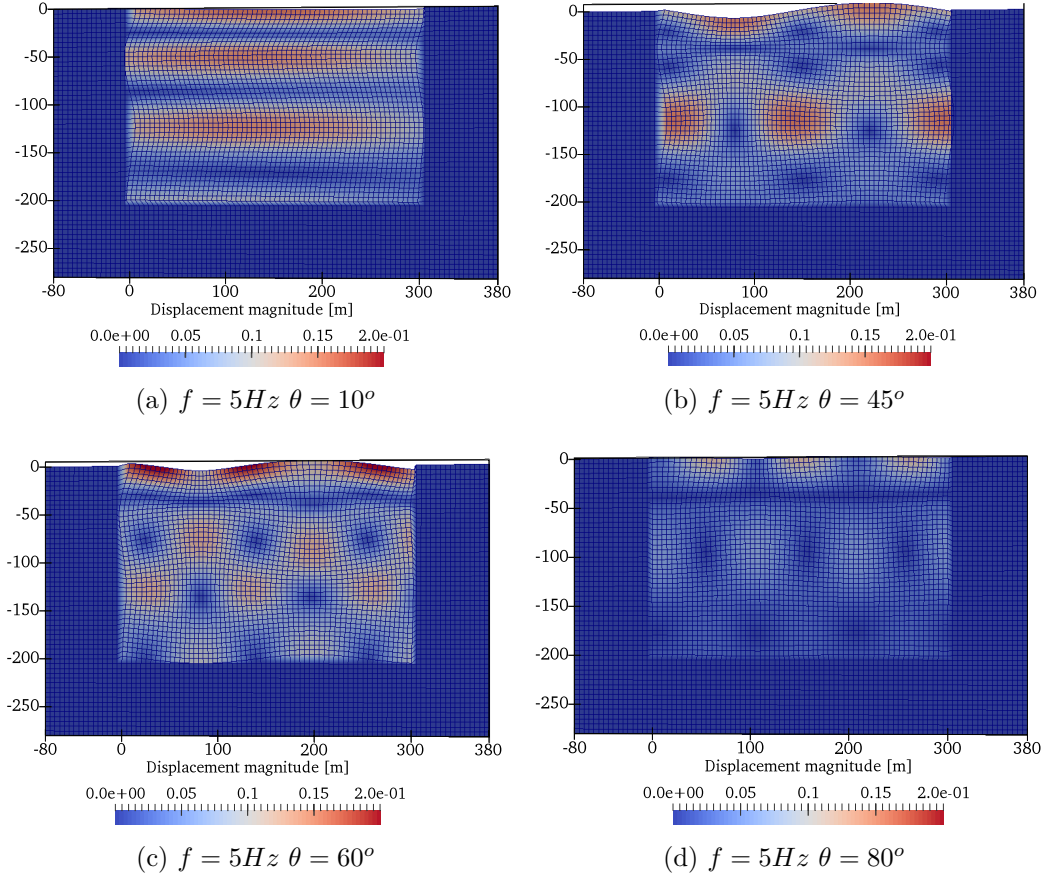 0
-50
-100
-150
-200
-250
-80 0 100 200 300 380
Displacement magnitude [m]
0.0e+00 0.05 0.1 0.15 2.0e-01
(a) f = 5Hz θ = 10°
0
-50
-100
-150
-200
-250
-80 0 100 200 300 380
Displacement magnitude [m]
0.0e+00 0.05 0.1 0.15 2.0e-01
(b) f = 5Hz θ = 45°
0
-50
-100
-150
-200
-250
-80 0 100 200 300 380
Displacement magnitude [m]
0.0e+00 0.05 0.1 0.15 2.0e-01
(c) f = 5Hz θ = 60°
0
-50
-100
-150
-200
-250
-80 0 100 200 300 380
Displacement magnitude [m]
0.0e+00 0.05 0.1 0.15 2.0e-01
(d) f = 5Hz θ = 80°